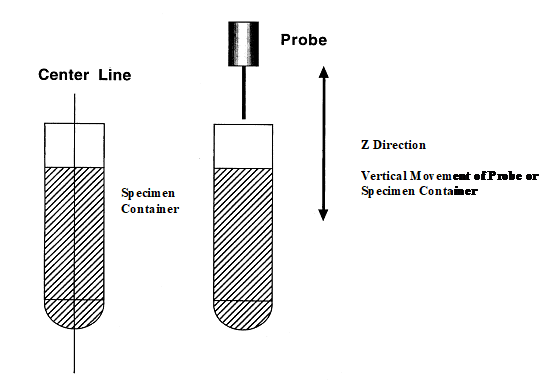 Probe
Center Line
Z Direction
Vertical Movement of Probe or
Specimen Container
Specimen
Container